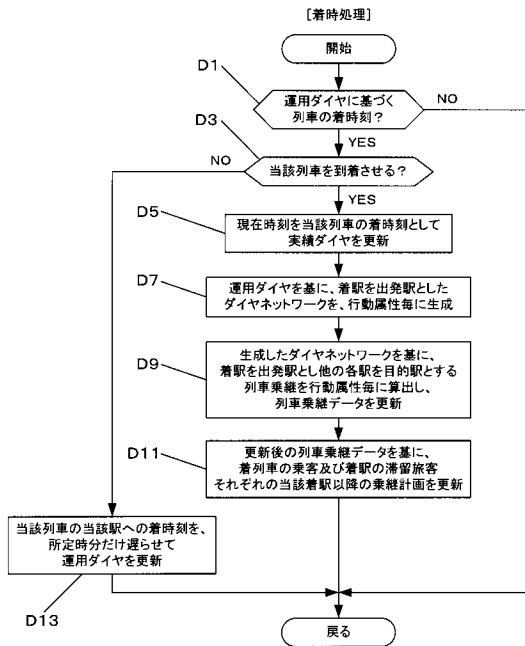 [着時処理]
開始
D1
運用ダイヤに基づく
列車の着時刻？
NO
YES
D3
NO
当該列車を到着させる？
YES
D5
現在時刻を当該列車の着時刻として
実績ダイヤを更新
D7
運用ダイヤを基に、着駅を出発駅とした
ダイヤネットワークを、行動属性毎に生成
D9
生成したダイヤネットワークを基に、
着駅を出発駅とし他の各駅を目的駅とする
列車乗継を行動属性毎に算出し、
列車乗継データを更新
D11
更新後の列車乗継データを基に、
着列車の乗客及び着駅の滞留旅客
それぞれの当該着駅以降の乗継計画を更新
当該列車の当該駅への着時刻を、
所定時分だけ遅らせて
運用ダイヤを更新
D13
戻る